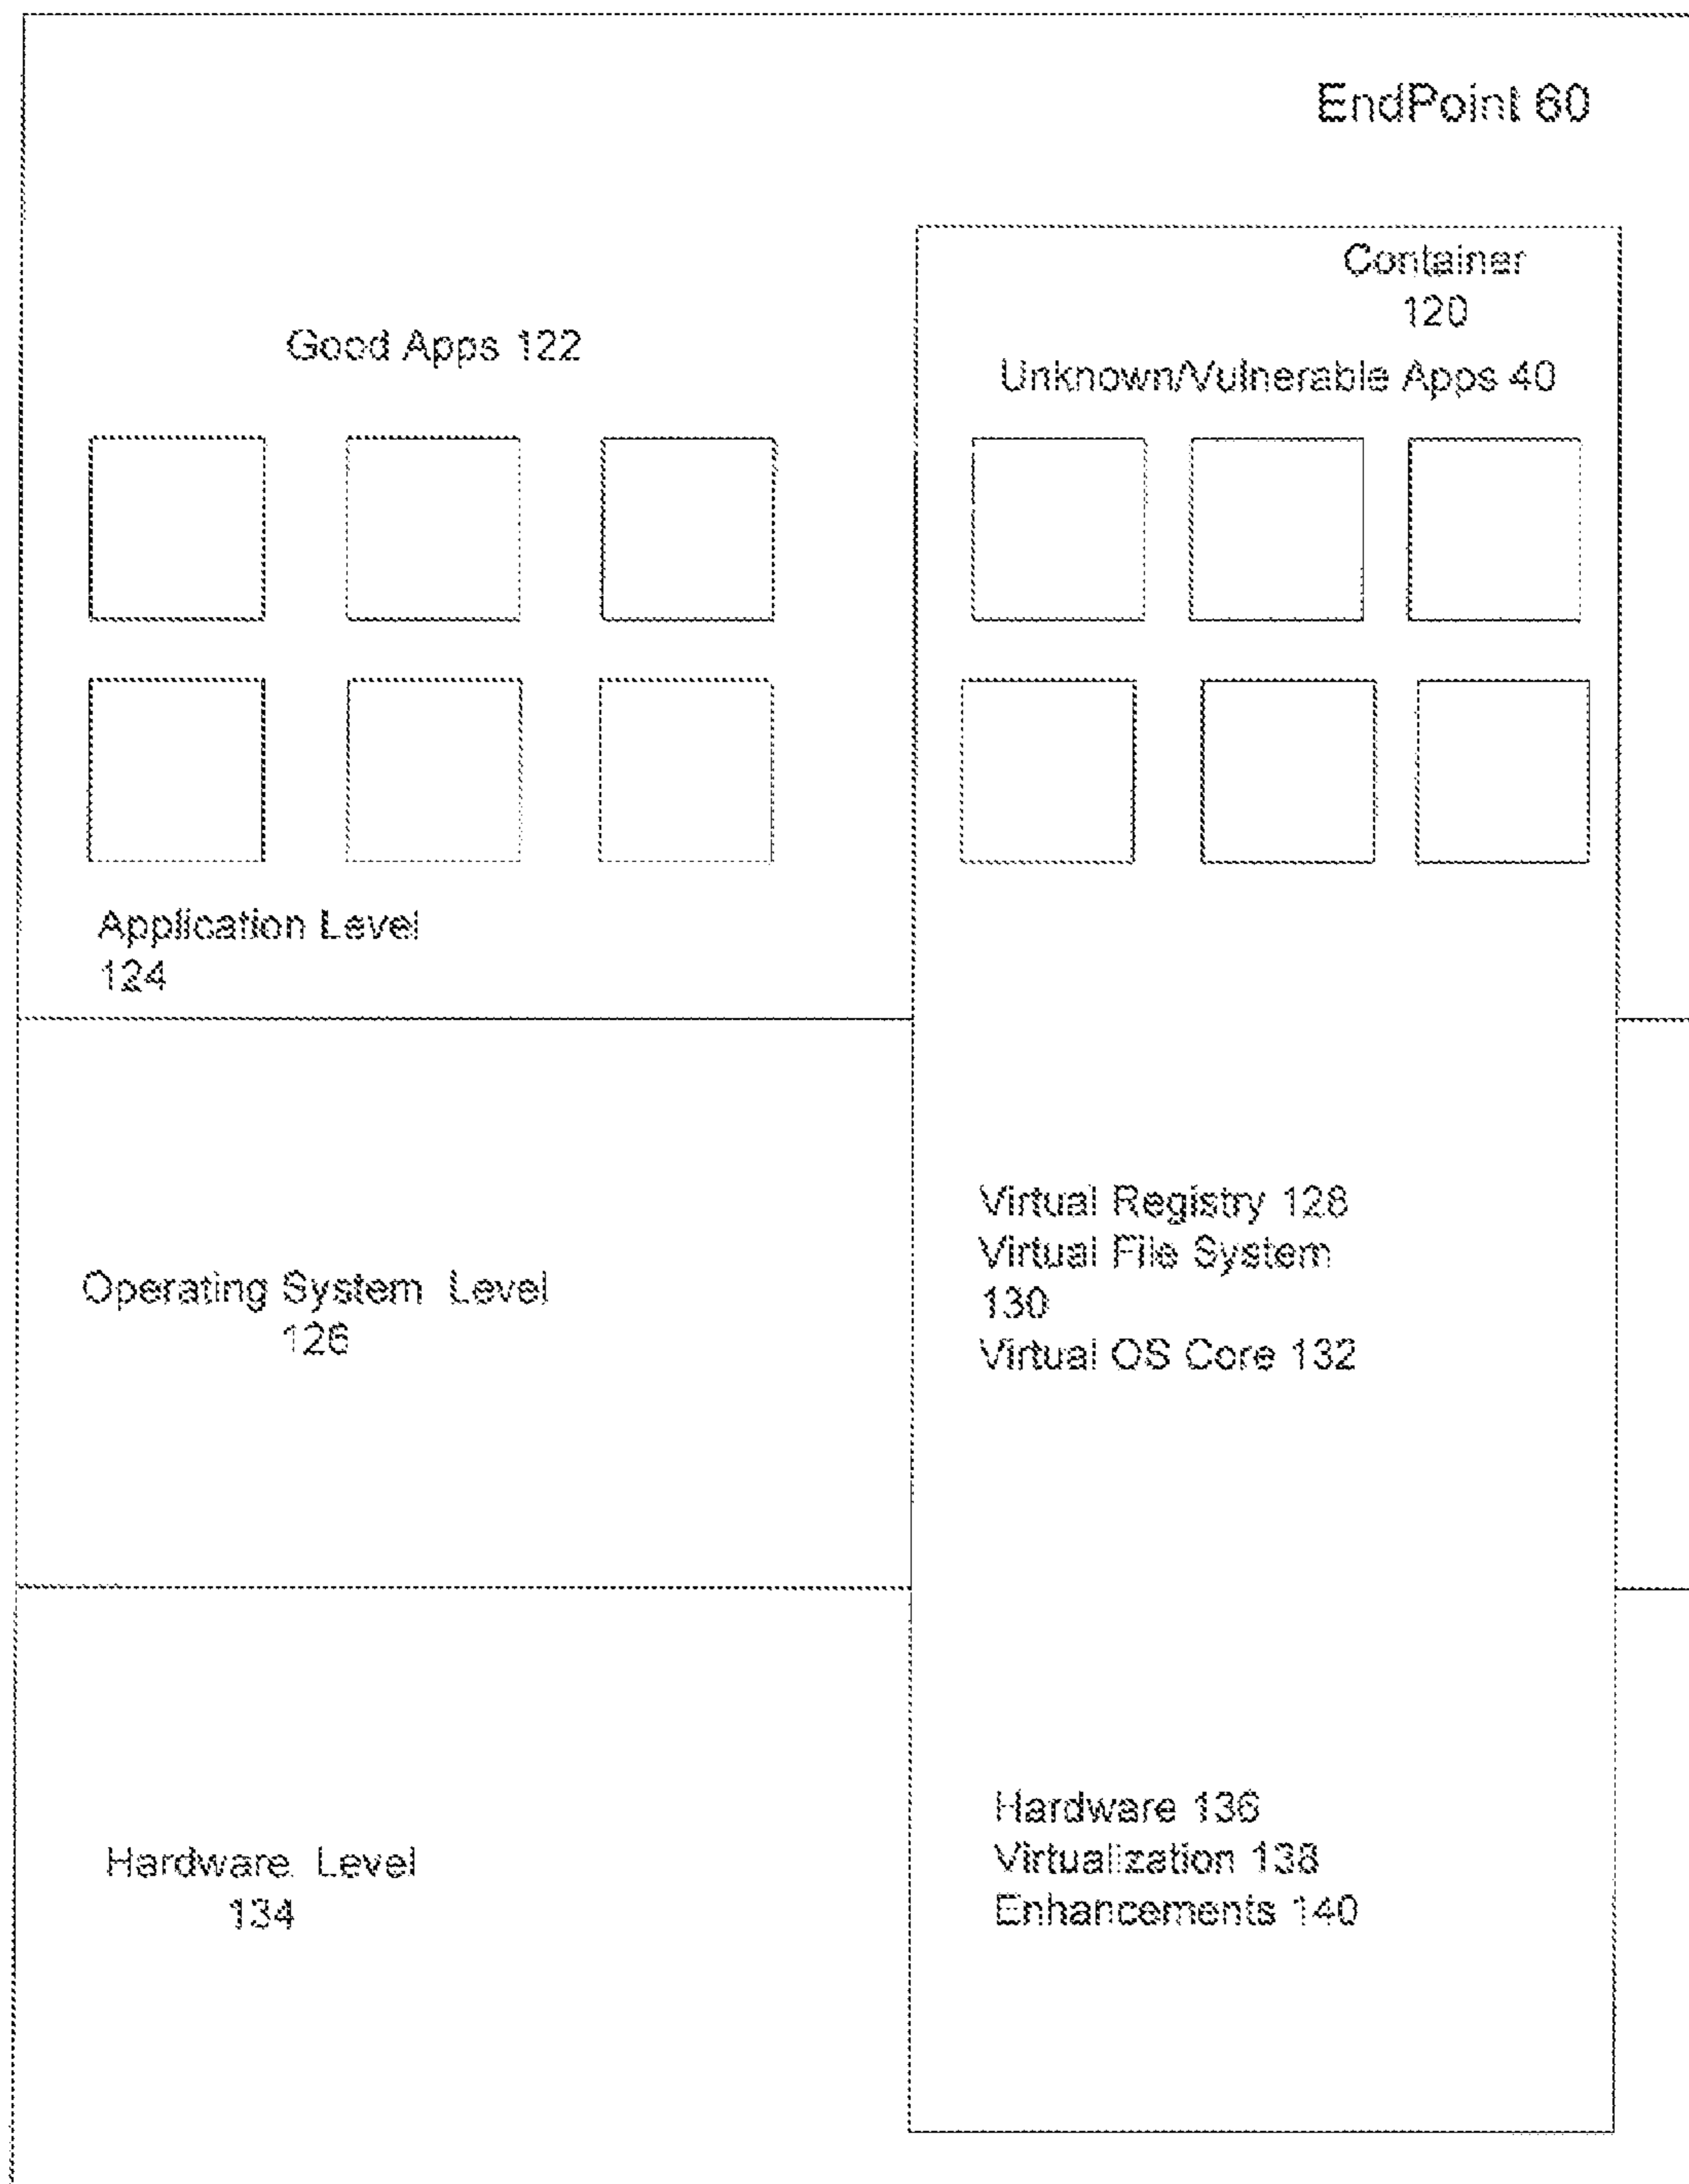 EndPoint 60
Container
120
Good Apps 122
Unknown/Vulnerable Apps 40
Application Level
124
Virtual Registry 128
Virtual File System
130
Virtual OS Core 132
Operating System Level
126
Hardware 136
Virtualization 138
Enhancements 140
Hardware Level
134